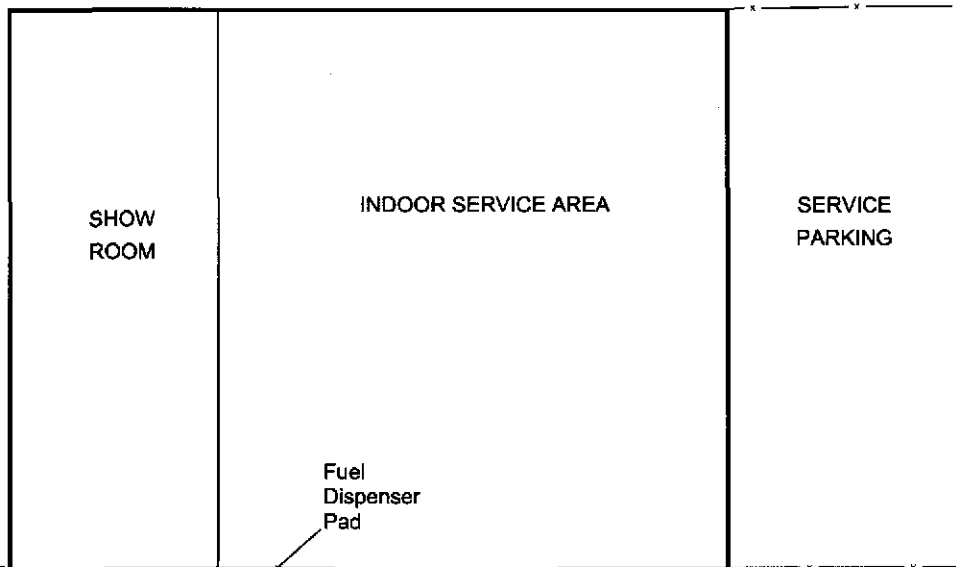 SHOW
ROOM
INDOOR SERVICE AREA
SERVICE
PARKING
Fuel
Dispenser
Pad